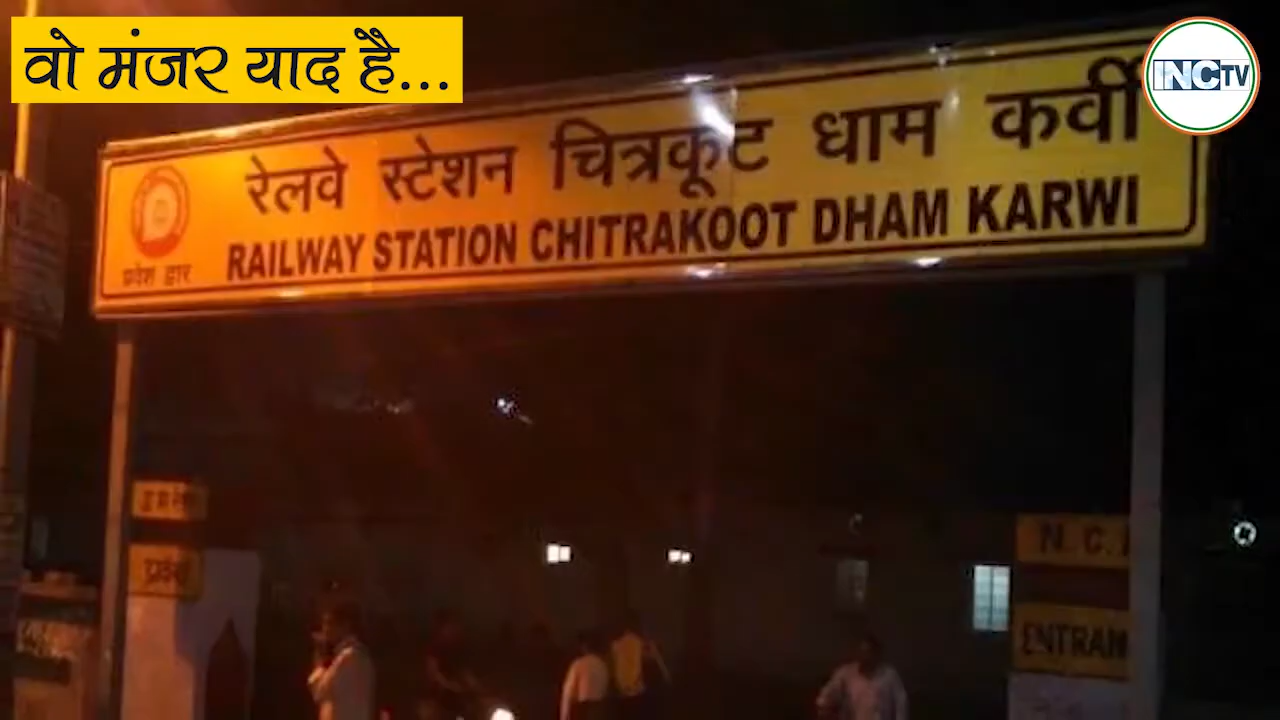 वो मंजर याद है...
INCTV
रेलवे स्टेशन चित्रकूट धाम कर्वी
RAILWAY STATION CHITRAKOOT DHAM KARWI
प्रवेश द्वार
N. C.
ENTRAN